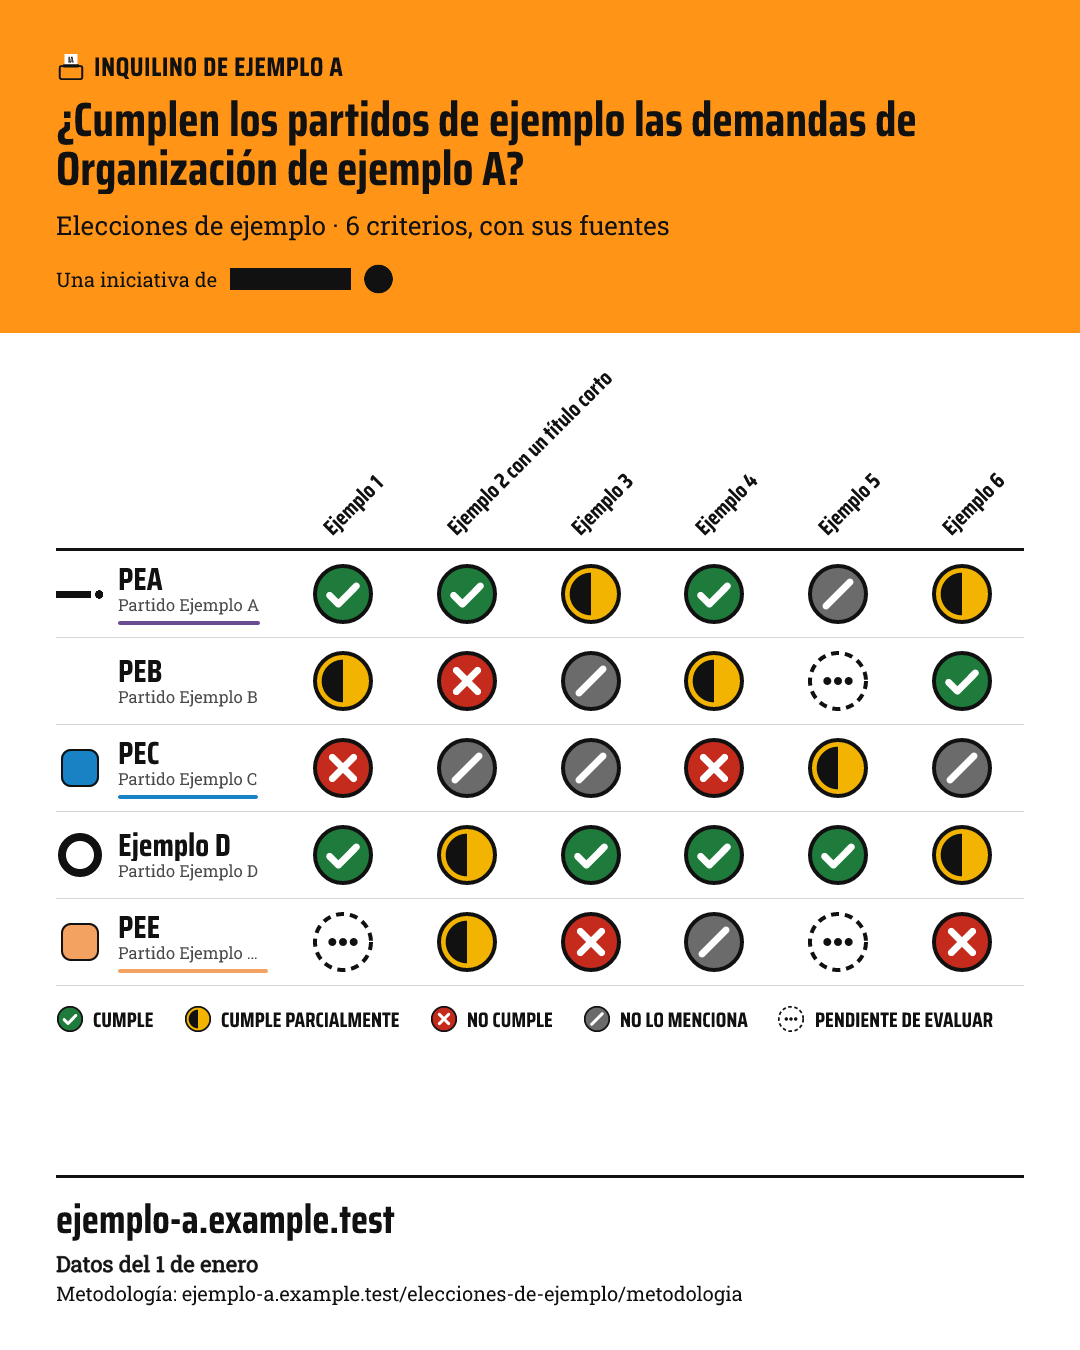 INQUILINO DE EJEMPLO A
¿Cumplen los partidos de ejemplo las demandas de
Organización de ejemplo A?
Elecciones de ejemplo · 6 criterios, con sus fuentes
Una iniciativa de
Ejemplo 1
Ejemplo 2 con un título corto
Ejemplo 3
Ejemplo 4
Ejemplo 5
Ejemplo 6
PEA
Partido Ejemplo A
PEB
Partido Ejemplo B
PEC
Partido Ejemplo C
Ejemplo D
Partido Ejemplo D
PEE
Partido Ejemplo ...
CUMPLE
CUMPLE PARCIALMENTE
NO CUMPLE
NO LO MENCIONA
PENDIENTE DE EVALUAR
ejemplo-a.example.test
Datos del 1 de enero
Metodología: ejemplo-a.example.test/elecciones-de-ejemplo/metodologia